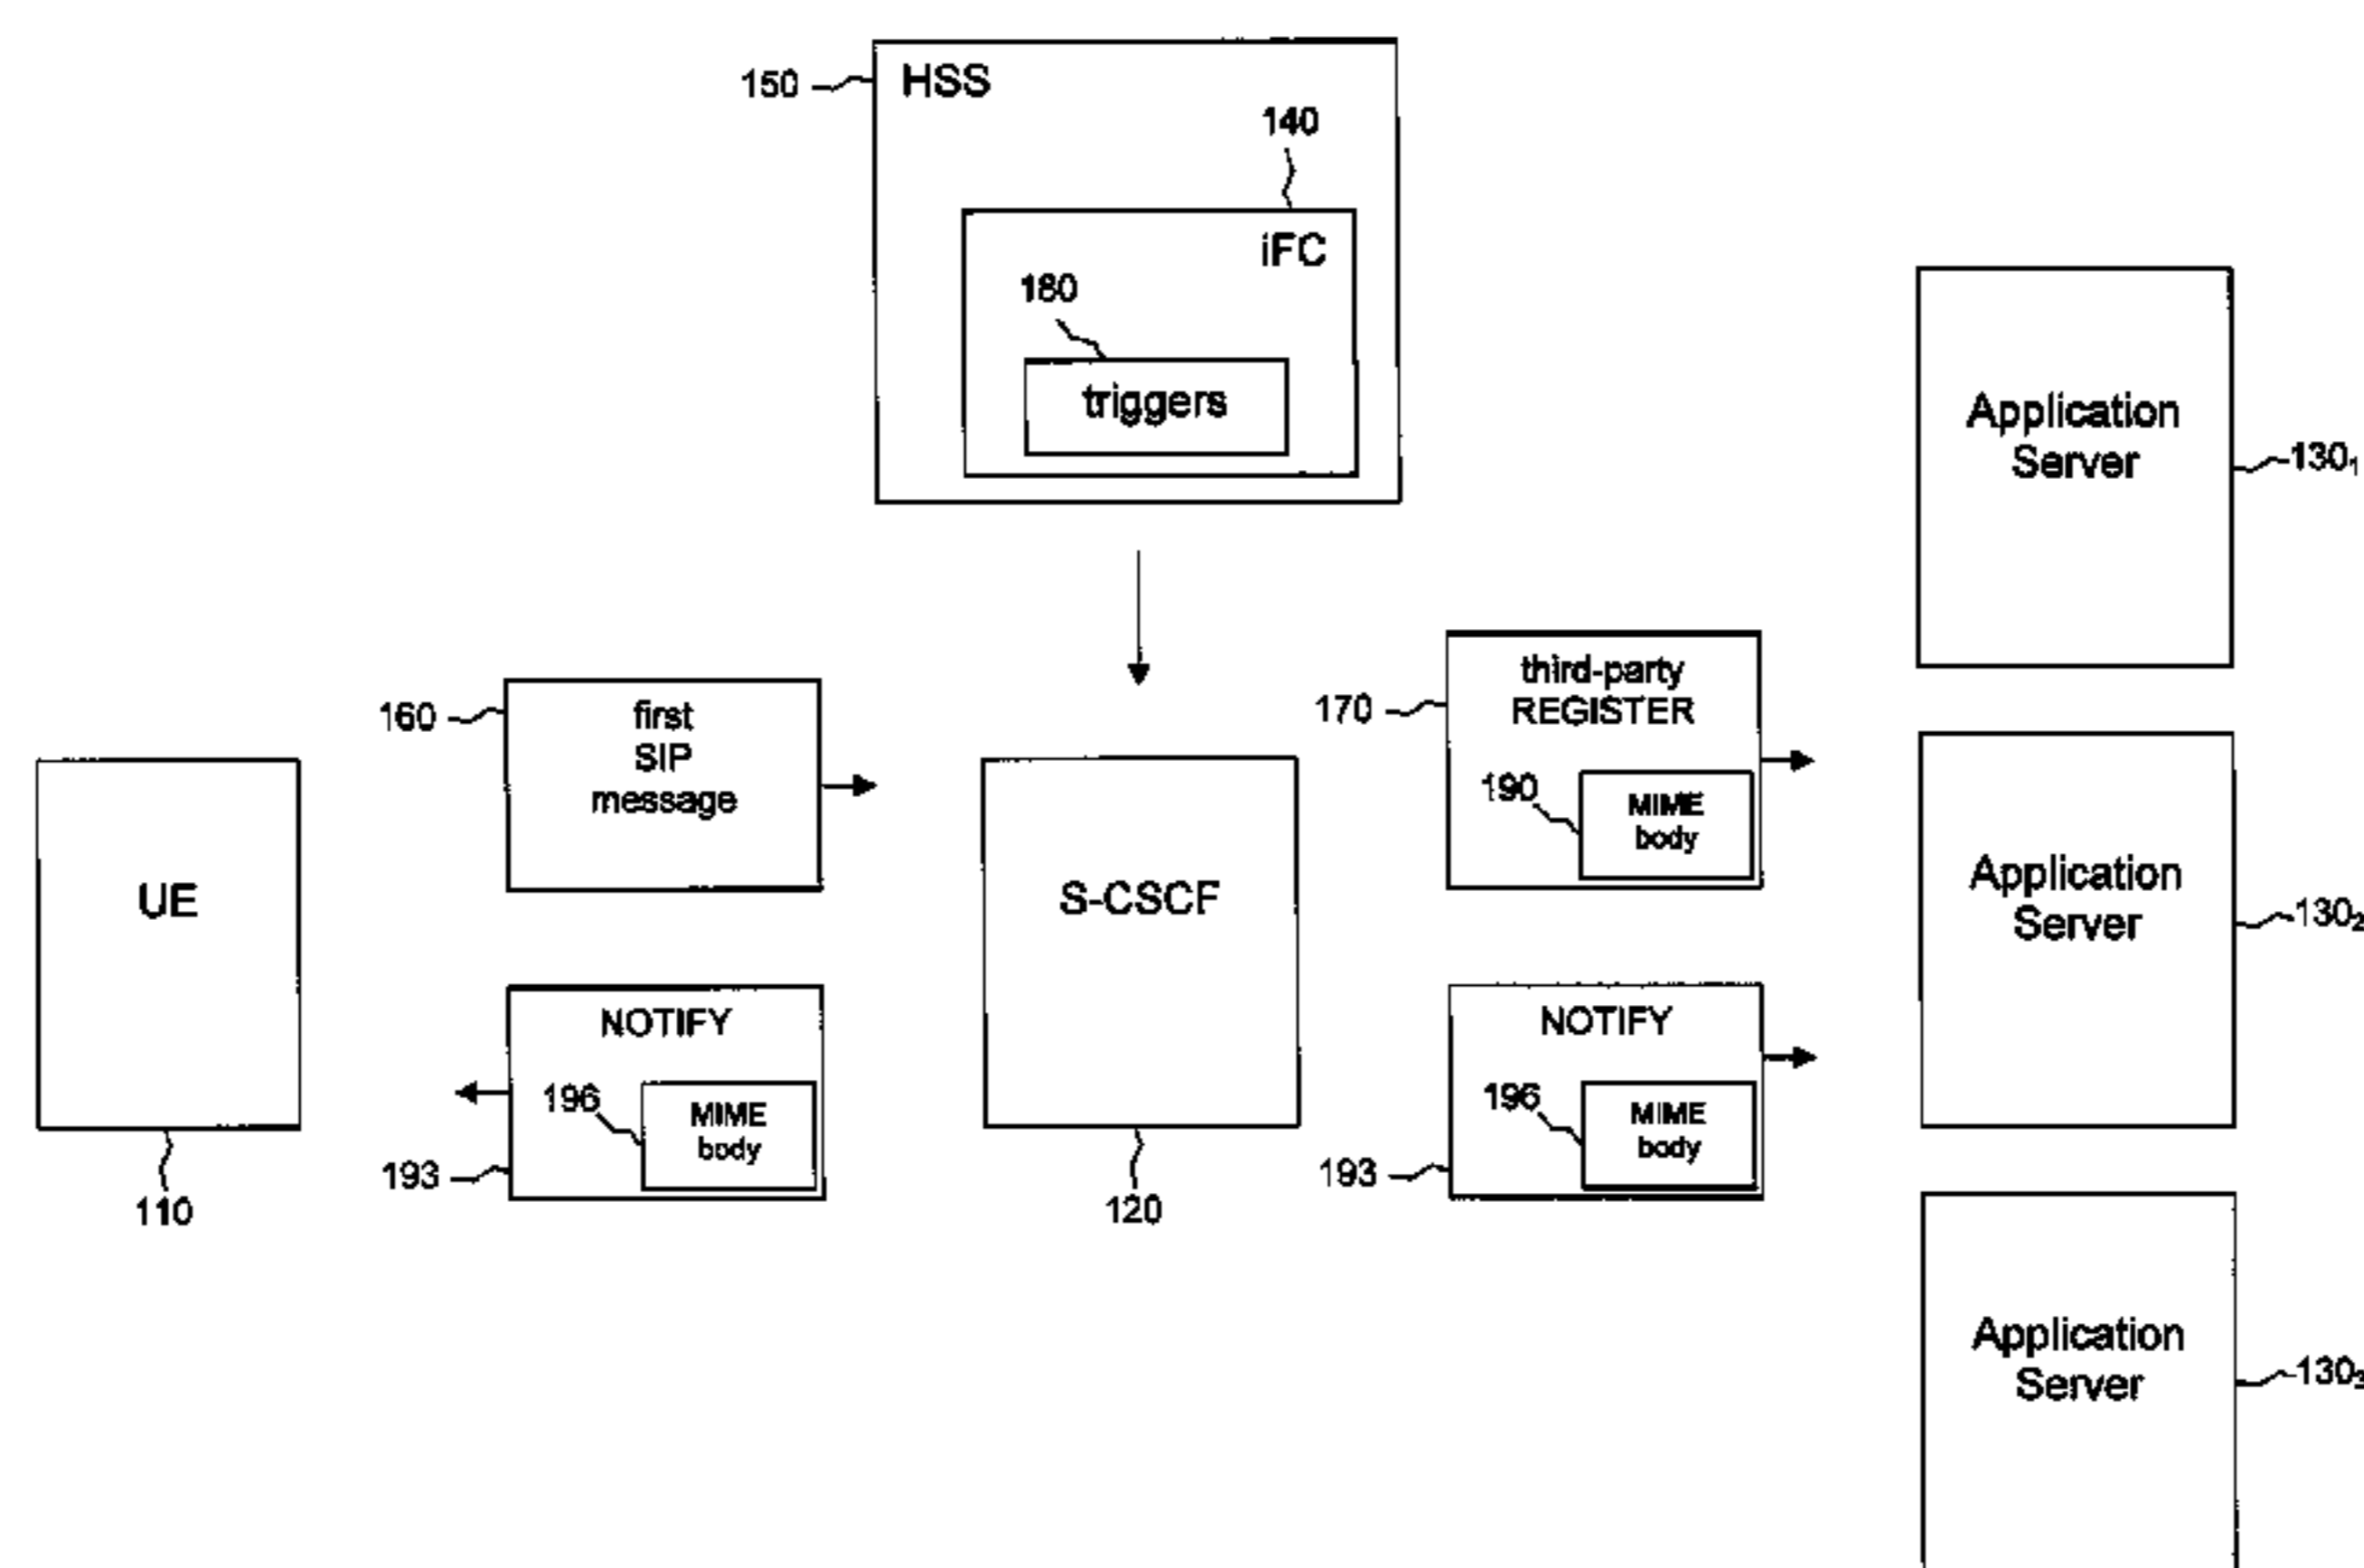 150
HSS
140
iFC
180
triggers
Application
Server
130₁
160
first
SIP
message
170
third-party
REGISTER
190
MIME
body
UE
110
S-CSCF
120
Application
Server
130₂
NOTIFY
196
MIME
body
193
NOTIFY
196
MIME
body
193
Application
Server
130₃